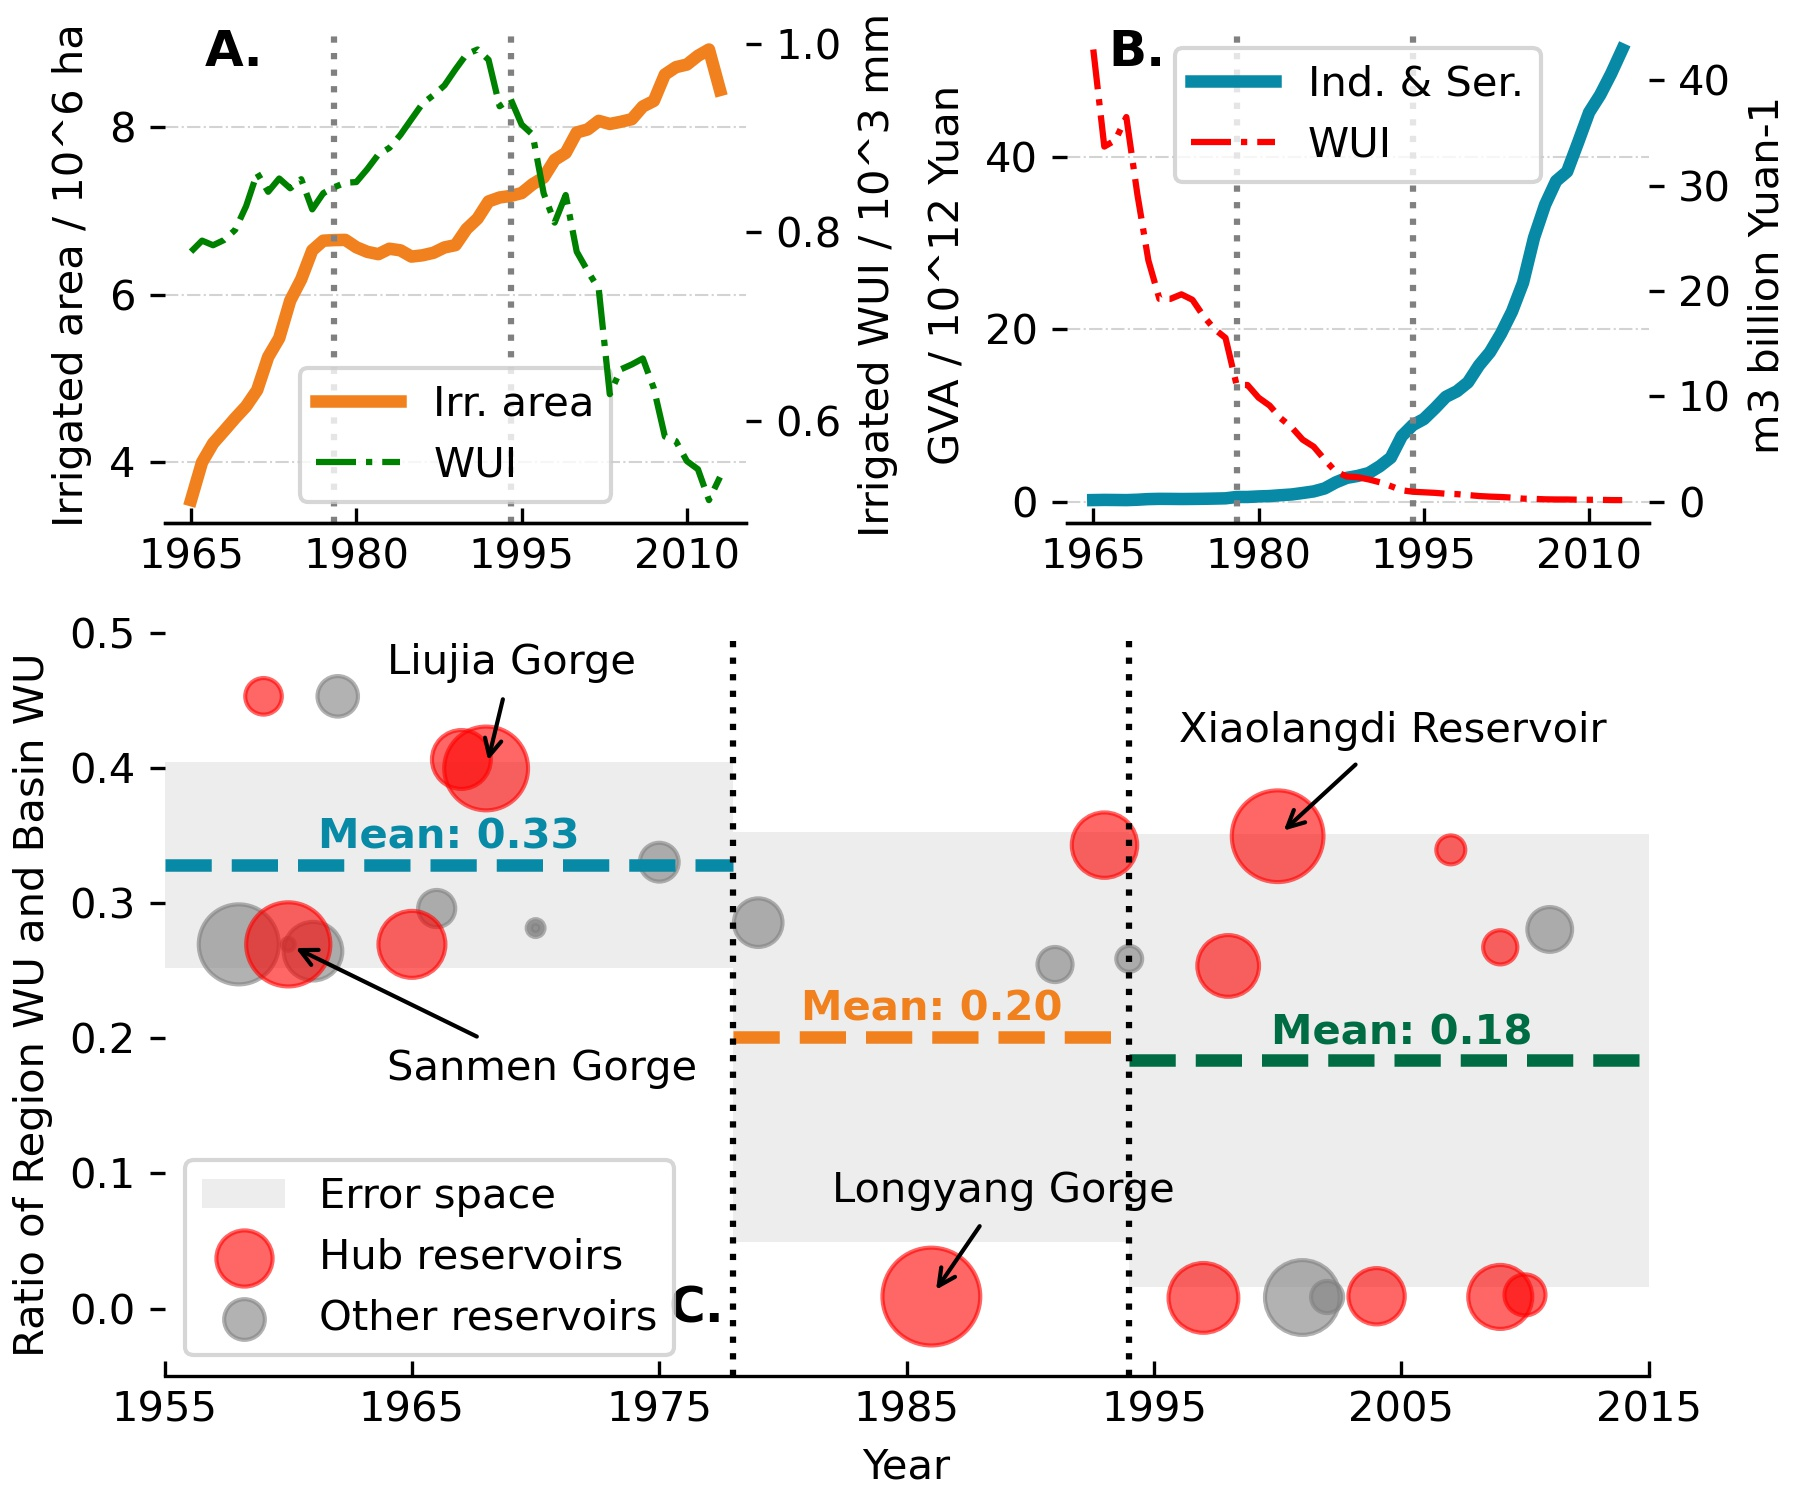 A.
Irrigated area / 10^6 ha
8
6
4
1.0
0.8
0.6
Irrigated WUI / 10^3 mm
Irr. area
WUI
1965
1980
1995
2010
B.
GVA / 10^12 Yuan
40
20
0
Ind. & Ser.
WUI
40
30
20
10
0
m3 billion Yuan-1
1965
1980
1995
2010
Ratio of Region WU and Basin WU
0.5
0.4
0.3
0.2
0.1
0.0
Liujia Gorge
Xiaolangdi Reservoir
Mean: 0.33
Mean: 0.20
Mean: 0.18
Sanmen Gorge
Longyang Gorge
Error space
Hub reservoirs
Other reservoirs
C.
1955
1965
1975
1985
1995
2005
2015
Year